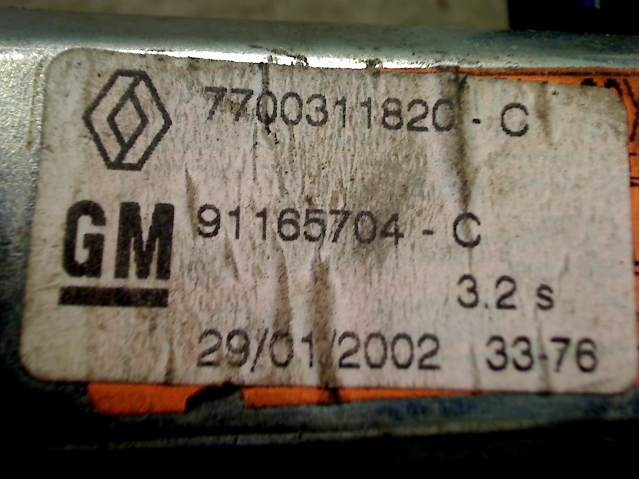 7700311820 - C
GM 91165704 - C
3.2 s
29/01/2002 33-76